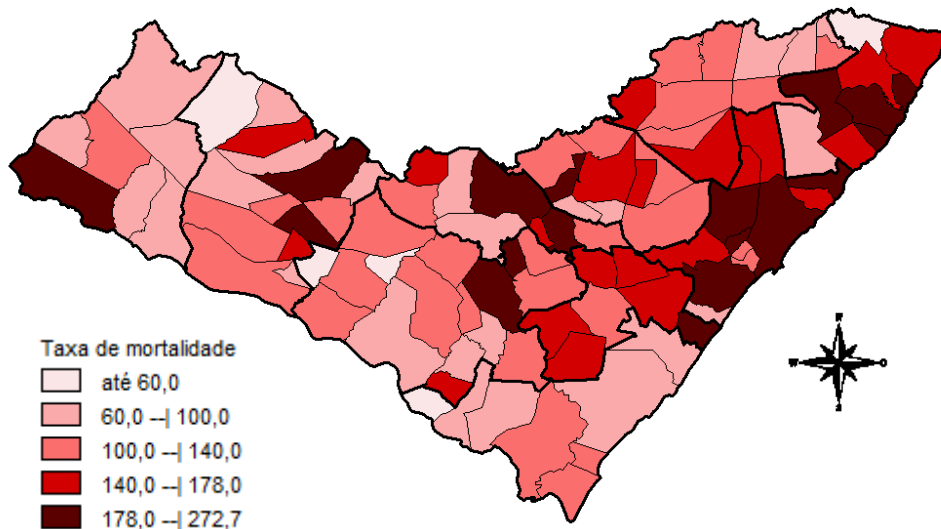 Taxa de mortalidade
até 60,0
60,0 --| 100,0
100,0 --| 140,0
140,0 --| 178,0
178,0 --| 272,7